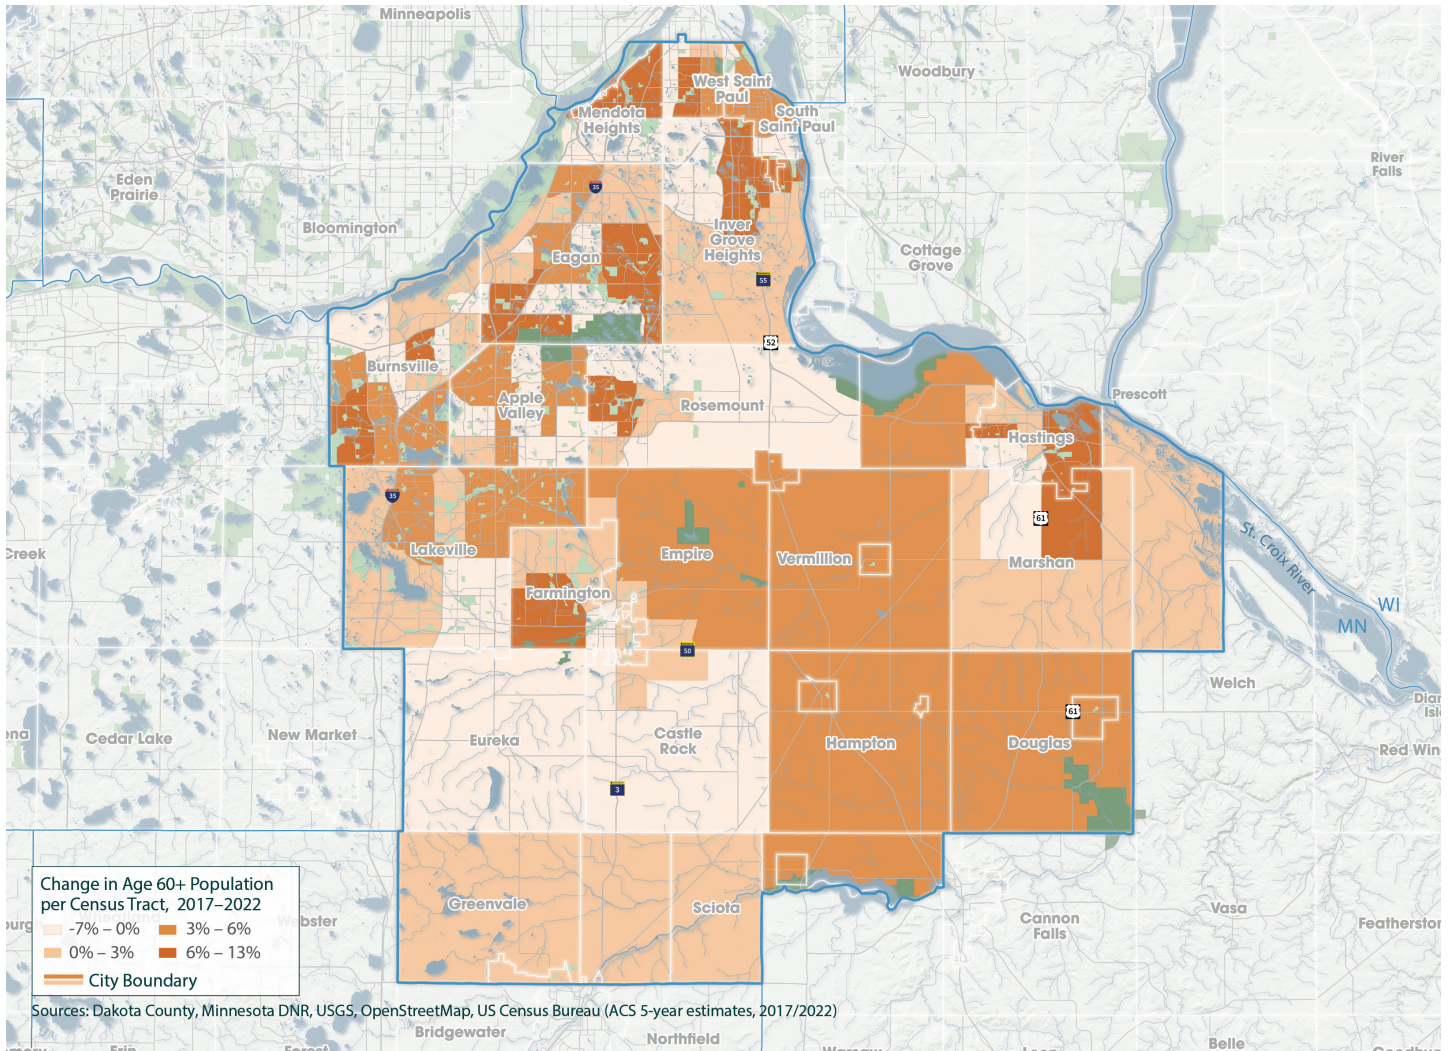 Minneapolis
Woodbury
West Saint
Paul
South
Saint Paul
Mendota
Heights
River
Falls
Eden
Prairie
35
Bloomington
Inver
Grove
Heights
Cottage
Grove
Eagan
55
52
Burnsville
Prescott
Apple
Valley
Rosemount
Hastings
35
61
St. Croix River
Lakeville
Empire
Vermillion
Marshan
Creek
Farmington
WI
MN
50
Welch
61
Cedar Lake
New Market
Eureka
Castle
Rock
Hampton
Douglas
Red Win
3
Change in Age 60+ Population
per Census Tract, 2017–2022
-7% – 0%
3% – 6%
0% – 3%
6% – 13%
City Boundary
Webster
Greenvale
Sciota
Cannon
Falls
Vasa
Featherston
Sources: Dakota County, Minnesota DNR, USGS, OpenStreetMap, US Census Bureau (ACS 5-year estimates, 2017/2022)
Bridgewater
Northfield
Belle